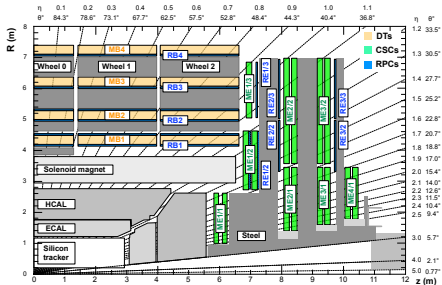 η 0.1 0.2 0.3 0.4 0.5 0.6 0.7 0.8 0.9 1.0 1.1 η θ°
θ° 84.3° 78.6° 73.1° 67.7° 62.5° 57.5° 52.8° 48.4° 44.3° 40.4° 36.8°
R (m)
8
7
6
5
4
3
2
1
0
DTs
CSCs
RPCs
MB4
RB4
Wheel 0
Wheel 1
Wheel 2
MB3
RB3
MB2
RB2
MB1
RB1
Solenoid magnet
HCAL
ECAL
Silicon
tracker
Steel
ME1/1
ME1/2
ME1/3
RE1/2
RE1/3
RE2/2
RE2/3
ME2/1
ME2/2
ME3/1
ME3/2
RE3/2
RE3/3
ME4/1
1.2 33.5°
1.3 30.5°
1.4 27.7°
1.5 25.2°
1.6 22.8°
1.7 20.7°
1.8 18.8°
1.9 17.0°
2.0 15.4°
2.1 14.0°
2.2 12.6°
2.3 11.5°
2.4 10.4°
2.5 9.4°
3.0 5.7°
4.0 2.1°
5.0 0.77°
0 1 2 3 4 5 6 7 8 9 10 11 12 z (m)